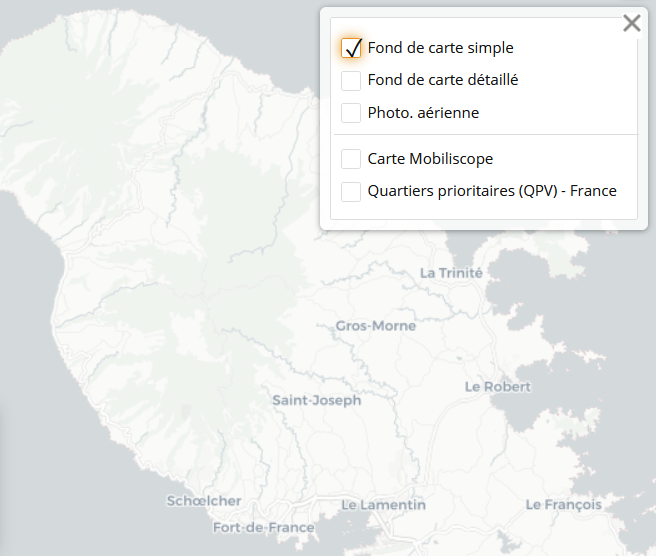 Fond de carte simple
Fond de carte détaillé
Photo. aérienne
Carte Mobiliscope
Quartiers prioritaires (QPV) - France
La Trinité
Gros-Morne
Le Robert
Saint-Joseph
Schœlcher
Le Lamentin
Le François
Fort-de-France